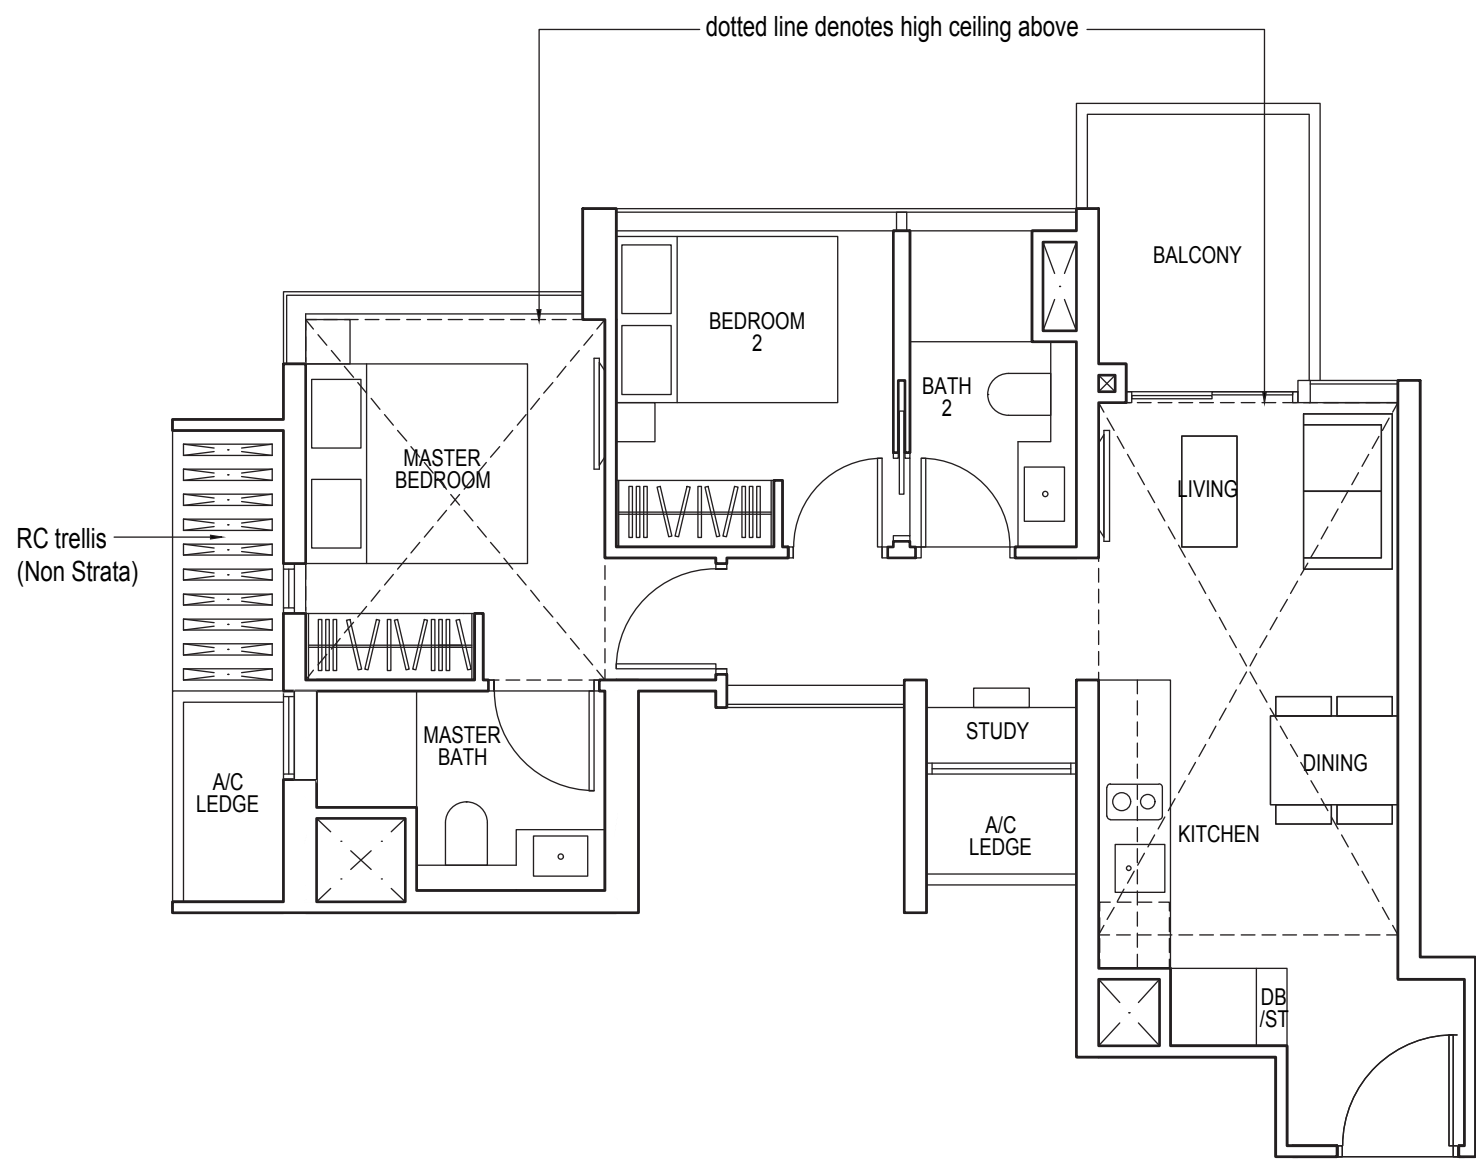 dotted line denotes high ceiling above
BALCONY
BEDROOM
2
BATH
2
MASTER
BEDROOM
LIVING
RC trellis
(Non Strata)
MASTER
BATH
STUDY
DINING
A/C
LEDGE
A/C
LEDGE
KITCHEN
DB
/ST